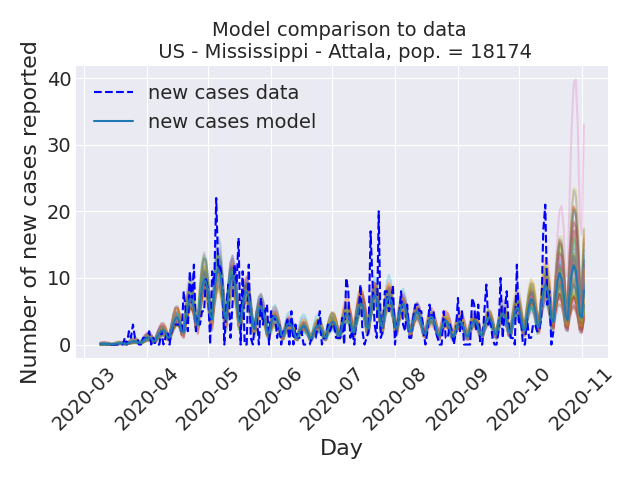 Model comparison to data
US - Mississippi - Attala, pop. = 18174
Number of new cases reported
40
30
20
10
0
new cases data
new cases model
2020-03
2020-04
2020-05
2020-06
2020-07
2020-08
2020-09
2020-10
2020-11
Day